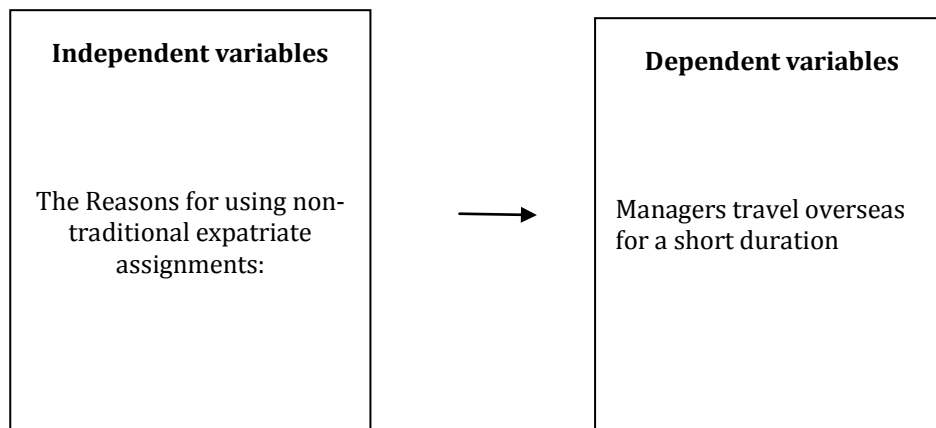 Independent variables
The Reasons for using non-
traditional expatriate
assignments:
Dependent variables
Managers travel overseas
for a short duration